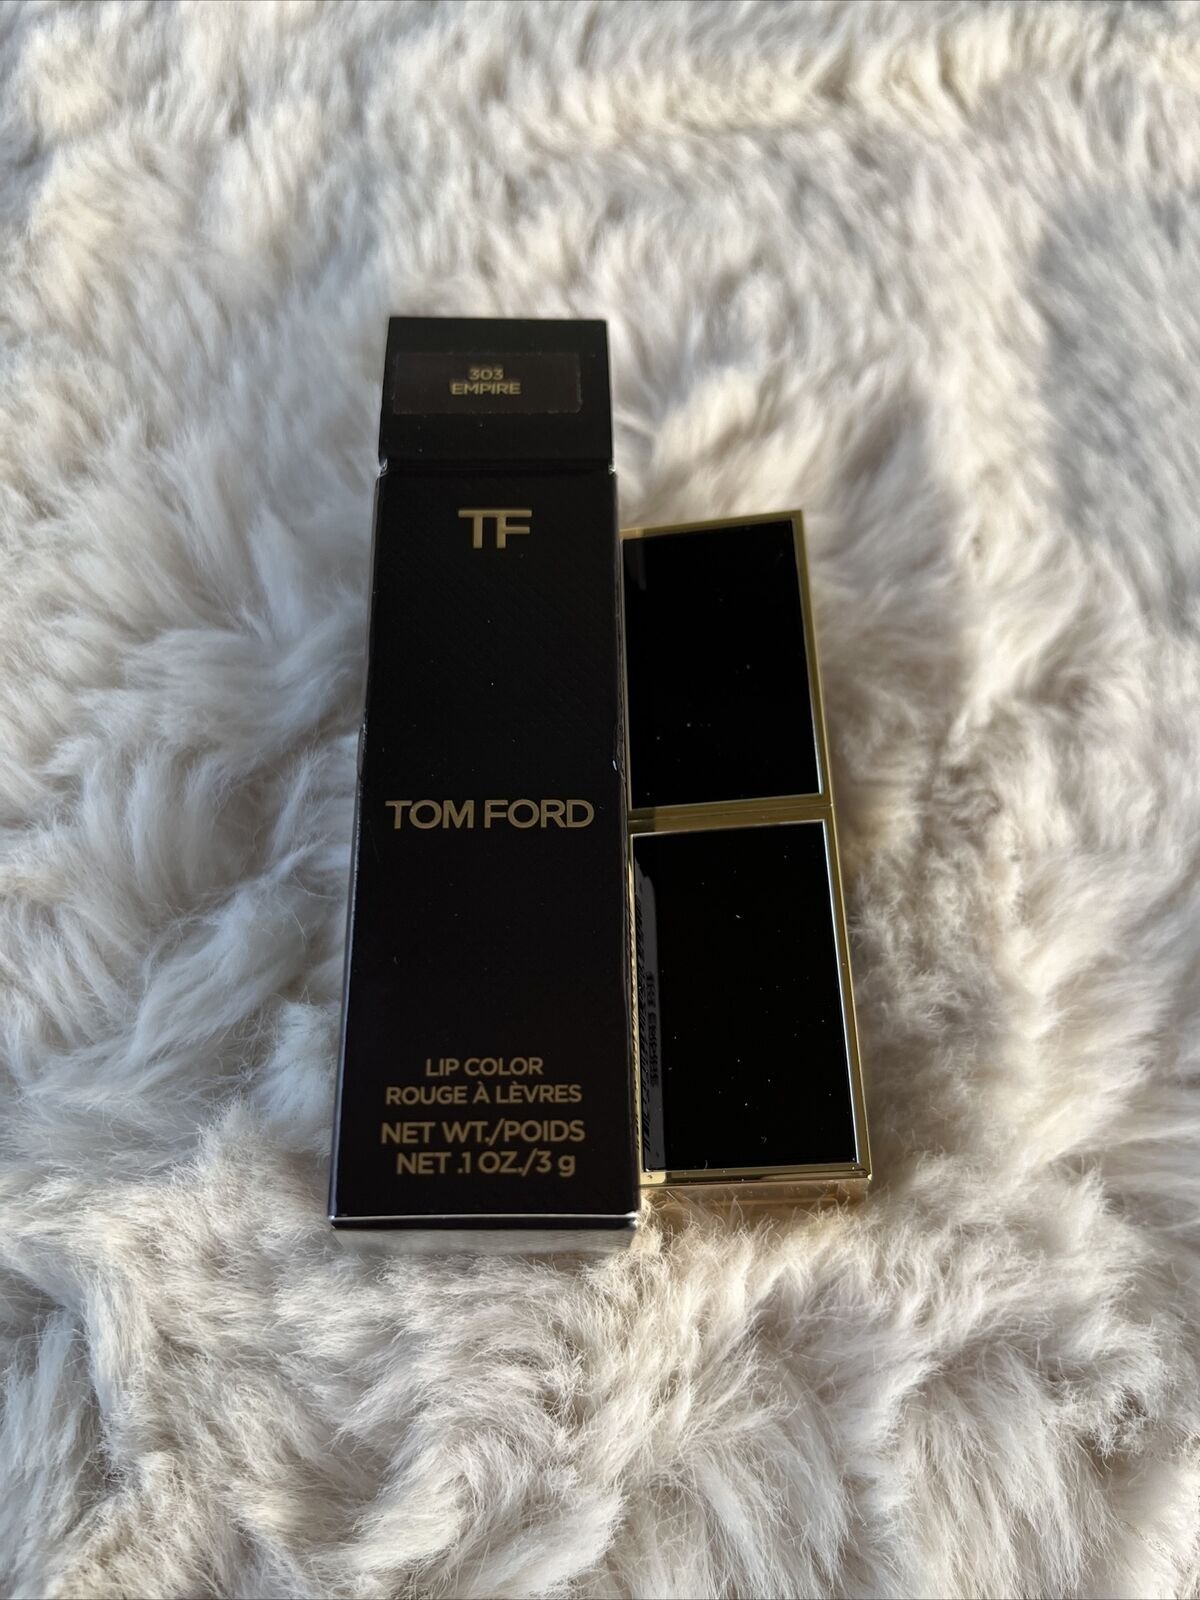 303
EMPIRE
TF
TOM FORD
LIP COLOR
ROUGE À LÈVRES
NET WT./POIDS
NET .1 OZ./3 g